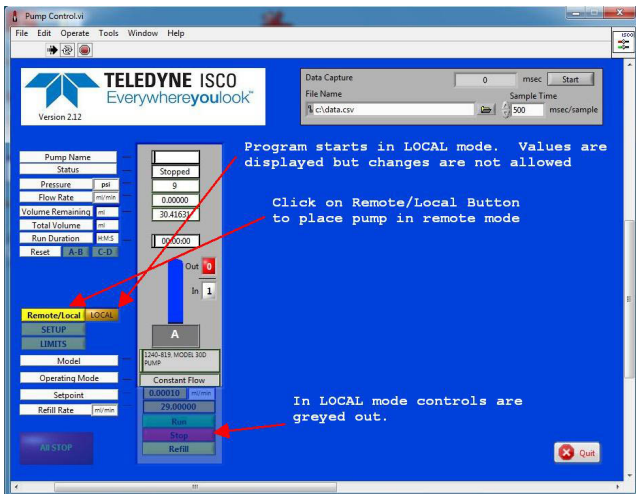 Pump Control.vi
File Edit Operate Tools Window Help
ISCO
TELEDYNE ISCO
Everywhereyoulook™
Version 2.12
Data Capture
0 msec Start
File Name
Sample Time
c:\data.csv
500 msec/sample
Program starts in LOCAL mode. Values are
displayed but changes are not allowed
Pump Name
Status Stopped
Pressure psi 9
Flow Rate ml/min 0.00000
Volume Remaining ml 30.41631
Total Volume ml
Run Duration H:M:S 00:00:00
Reset A-B C-D
Click on Remote/Local Button
to place pump in remote mode
Out 0
In 1
Remote/Local LOCAL
SETUP
LIMITS
A
Model 1240-819. MODEL 30D
PUMP
Operating Mode Constant Flow
Setpoint 0.00010 ml/min
Refill Rate ml/min 29.00000
In LOCAL mode controls are
greyed out.
Run
Stop
Refill
All STOP
Quit